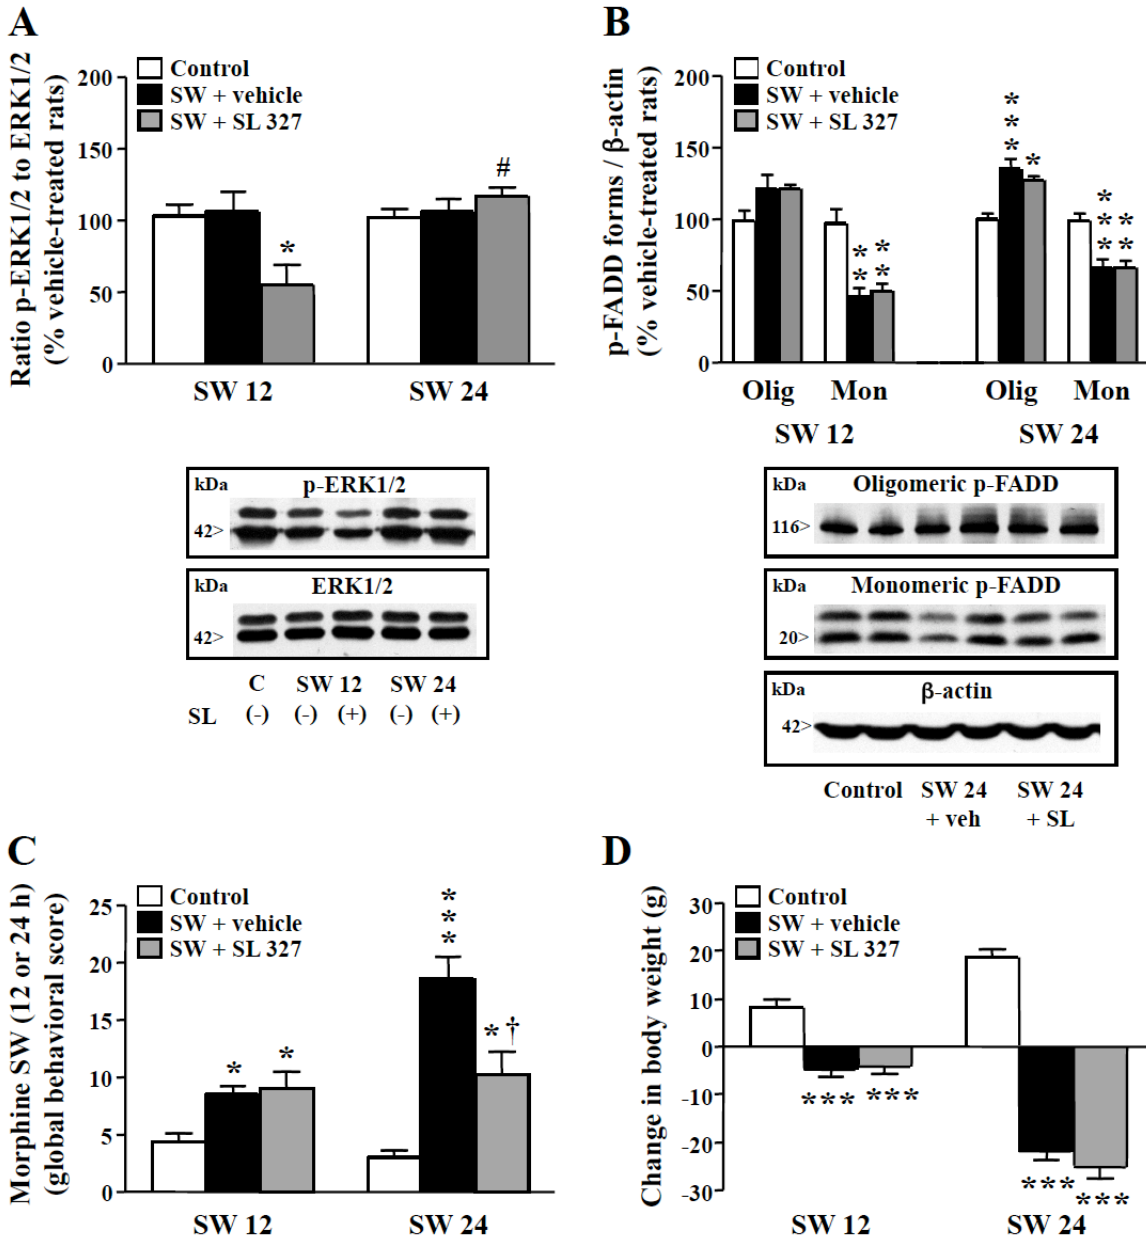 A
Ratio p-ERK1/2 to ERK1/2
(% vehicle-treated rats)
Control
SW + vehicle
SW + SL 327
200
150
100
50
0
*
#
SW 12
SW 24
kDa
p-ERK1/2
42>
kDa
ERK1/2
42>
C
SW 12
SW 24
SL
(-)
(-)
(+)
(-)
(+)
B
p-FADD forms / β-actin
(% vehicle-treated rats)
Control
SW + vehicle
SW + SL 327
200
150
100
50
0
**
**
***
*
***
**
Olig
Mon
Olig
Mon
SW 12
SW 24
kDa
Oligomeric p-FADD
116>
kDa
Monomeric p-FADD
20>
kDa
β-actin
42>
Control
SW 24
+ veh
SW 24
+ SL
C
Morphine SW (12 or 24 h)
(global behavioral score)
Control
SW + vehicle
SW + SL 327
25
20
15
10
5
0
*
*
***
*†
SW 12
SW 24
D
Change in body weight (g)
Control
SW + vehicle
SW + SL 327
30
20
10
0
-10
-20
-30
***
***
***
***
SW 12
SW 24